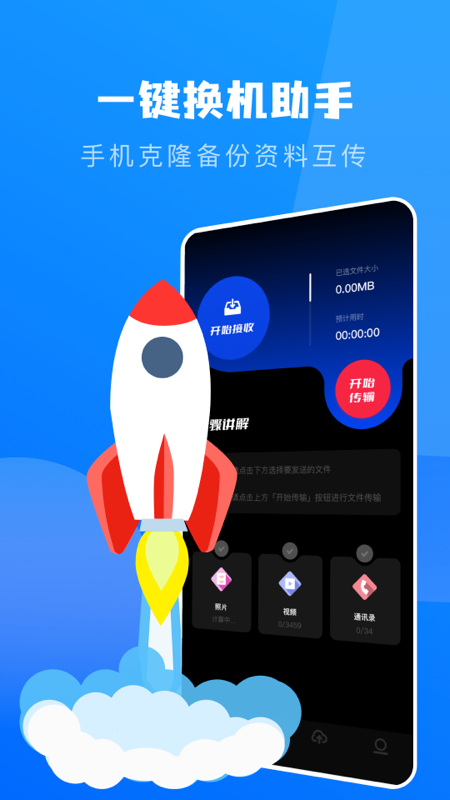 一键换机助手
手机克隆备份资料互传
已选文件大小
0.00MB
开始接收
预计用时
00:00:00
开始
传输
骤讲解
点击下方选择要发送的文件
点击上方「开始传输」按钮进行文件传输
照片
计算中...
视频
0/3459
通讯录
0/34